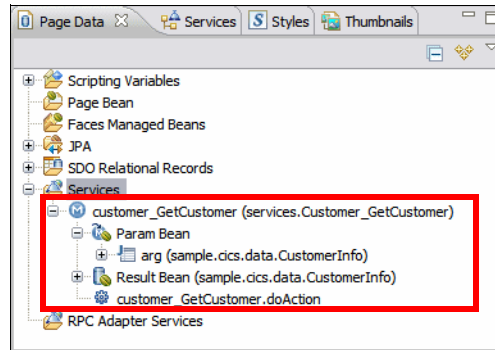 Page Data Services Styles Thumbnails
Scripting Variables
Page Bean
Faces Managed Beans
JPA
SDO Relational Records
Services
customer_GetCustomer (services.Customer_GetCustomer)
Param Bean
arg (sample.cics.data.CustomerInfo)
Result Bean (sample.cics.data.CustomerInfo)
customer_GetCustomer.doAction
RPC Adapter Services